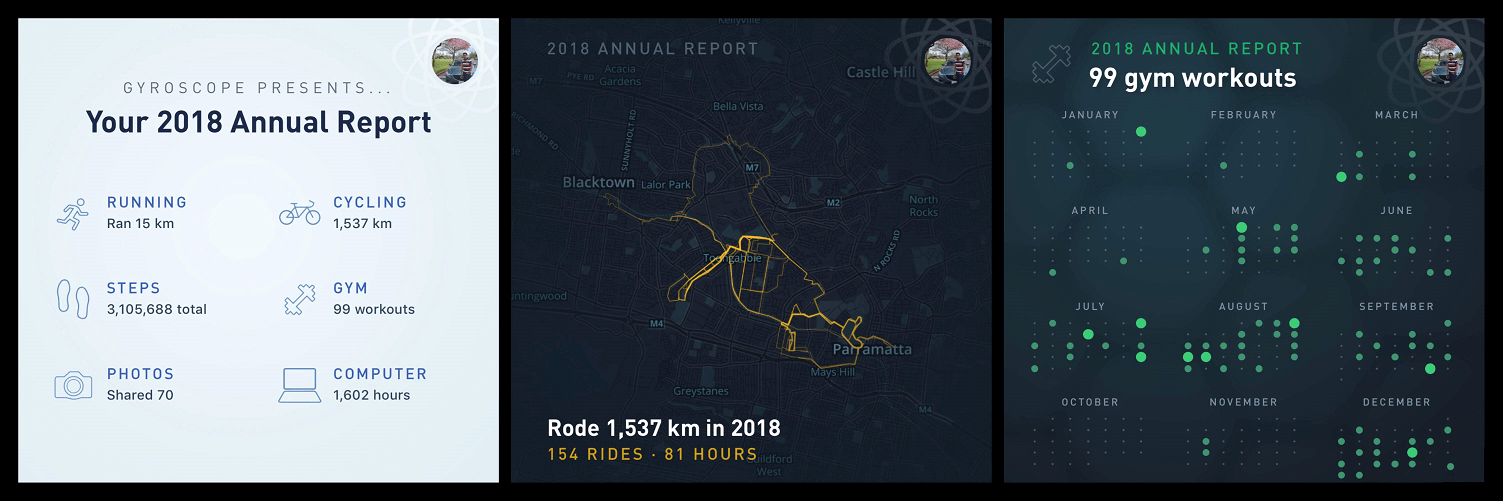 GYROSCOPE PRESENTS...
Your 2018 Annual Report
RUNNING
Ran 15 km
CYCLING
1,537 km
STEPS
3,105,688 total
GYM
99 workouts
PHOTOS
Shared 70
COMPUTER
1,602 hours
Kellyville
2018 ANNUAL REPORT
M7
PYE RD
Acacia
Gardens
Castle Hill
Bella Vista
RICHMOND RD
SUNNYHOLT RD
M7
Blacktown
Lalor Park
M2
North
Rocks
N ROCKS RD
Toongabbie
M4
Parramatta
Mays Hill
Greystanes
M4
Rode 1,537 km in 2018
154 RIDES · 81 HOURS
Guildford
West
2018 ANNUAL REPORT
99 gym workouts
JANUARY
FEBRUARY
MARCH
APRIL
MAY
JUNE
JULY
AUGUST
SEPTEMBER
OCTOBER
NOVEMBER
DECEMBER